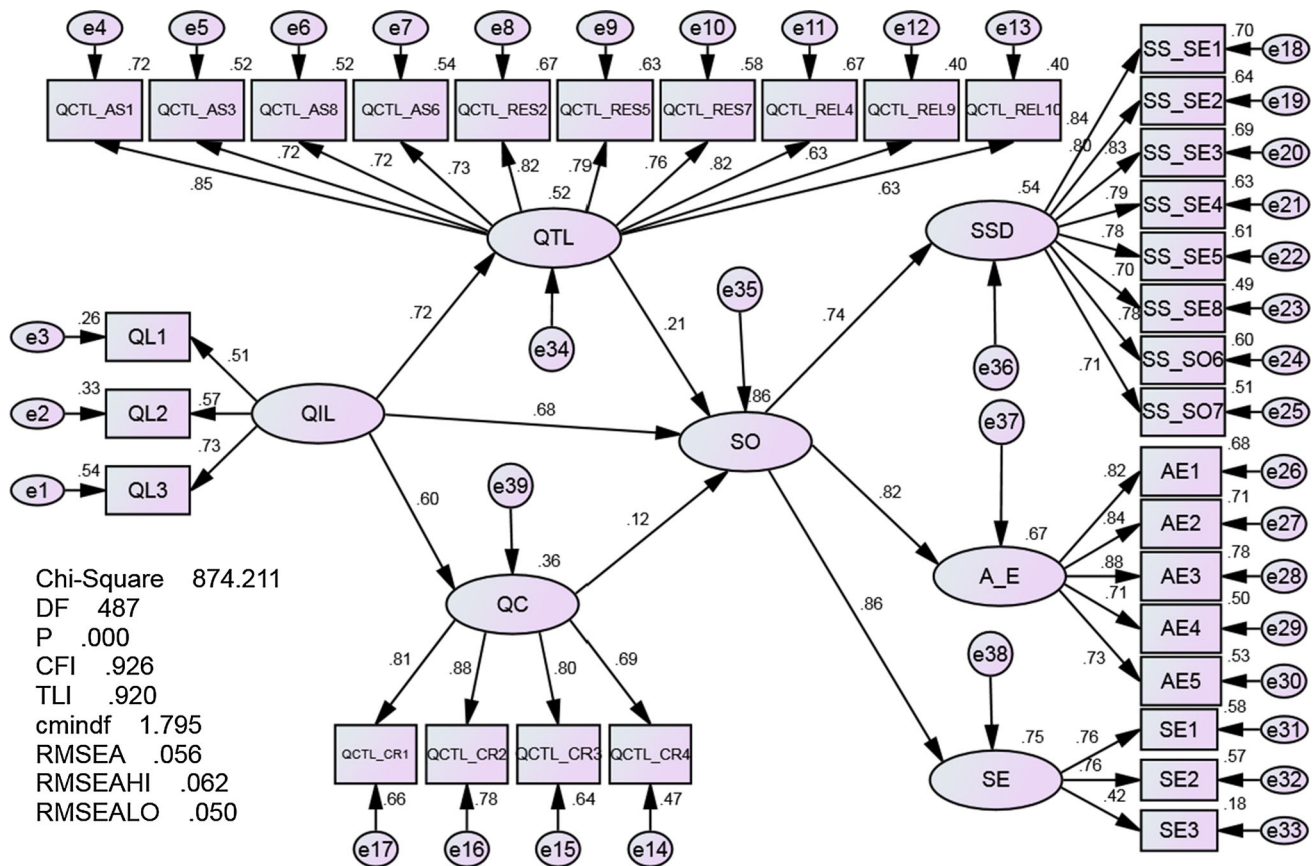 e4 e5 e6 e7 e8 e9 e10 e11 e12 e13
.72 .52 .52 .54 .67 .63 .58 .67 .40 .40
QCTL_AS1 QCTL_AS3 QCTL_AS8 QCTL_AS6 QCTL_RES2 QCTL_RES5 QCTL_RES7 QCTL_REL4 QCTL_REL9 QCTL_REL10
.85 .72 .72 .73 .82 .79 .76 .82 .63 .63
.52
QTL
e34
.70
SS_SE1 e18
.64
SS_SE2 e19
.69
SS_SE3 e20
.63
SS_SE4 e21
.61
SS_SE5 e22
.49
SS_SE8 e23
.60
SS_SO6 e24
.51
SS_SO7 e25
.84
.80
.83
.79
.78
.70
.78
.71
.54
SSD
e36
e35
.72
.21
.74
e3 .26 QL1 .51
e2 .33 QL2 .57
e1 .54 QL3 .73
QIL
.68
.86
SO
e37
.60
e39
.12
.82
.36
QC
.86
.67
A_E
.82
.84
.88
.71
.73
.68
AE1 e26
.71
AE2 e27
.78
AE3 e28
.50
AE4 e29
.53
AE5 e30
e38
.75
SE
.76
.76
.42
.58
SE1 e31
.57
SE2 e32
.18
SE3 e33
.81 .88 .80 .69
QCTL_CR1 QCTL_CR2 QCTL_CR3 QCTL_CR4
.66 .78 .64 .47
e17 e16 e15 e14
Chi-Square 874.211
DF 487
P .000
CFI .926
TLI .920
cmindf 1.795
RMSEA .056
RMSEAHI .062
RMSEALO .050